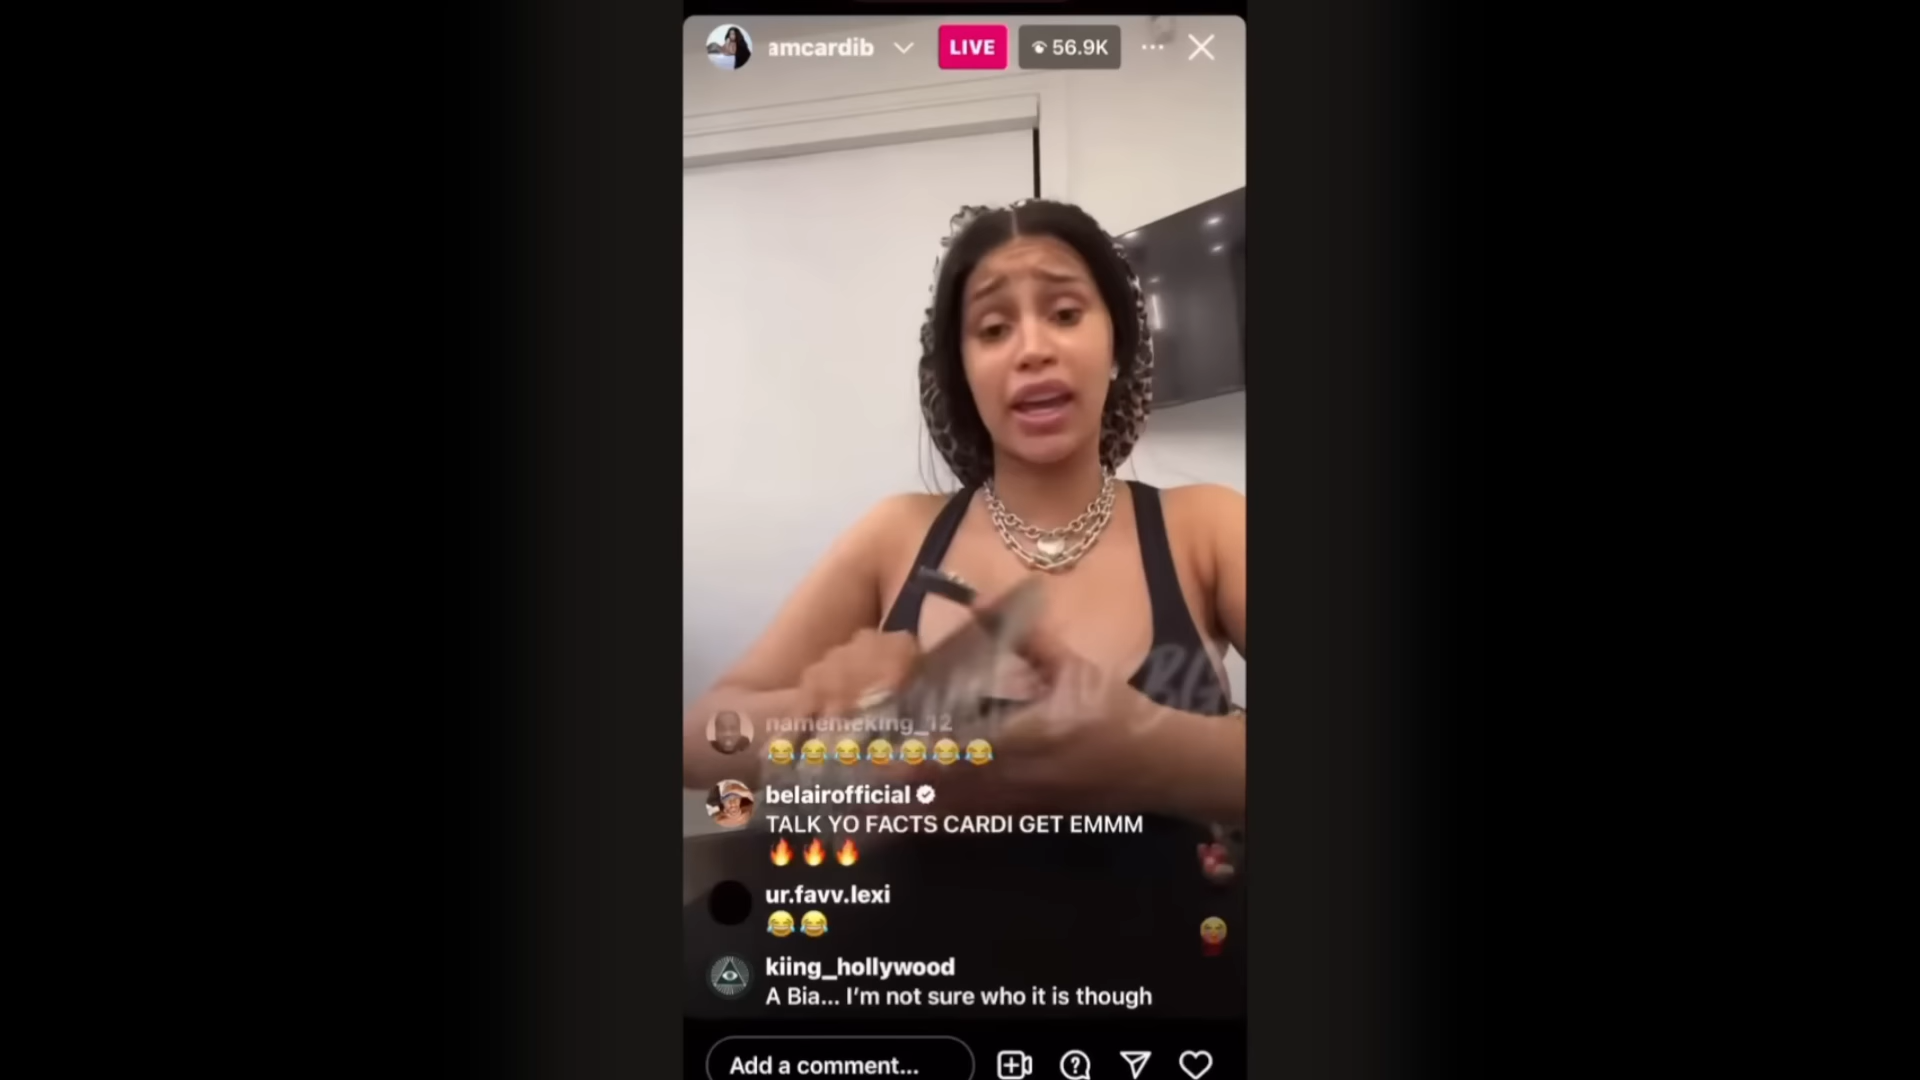 amcardib
LIVE
56.9K
namemeking_12
😂😂😂😂😂😂😂
belairofficial
TALK YO FACTS CARDI GET EMMM
🔥🔥🔥
ur.favv.lexi
😂😂
kiing_hollywood
A Bia... I'm not sure who it is though
Add a comment...